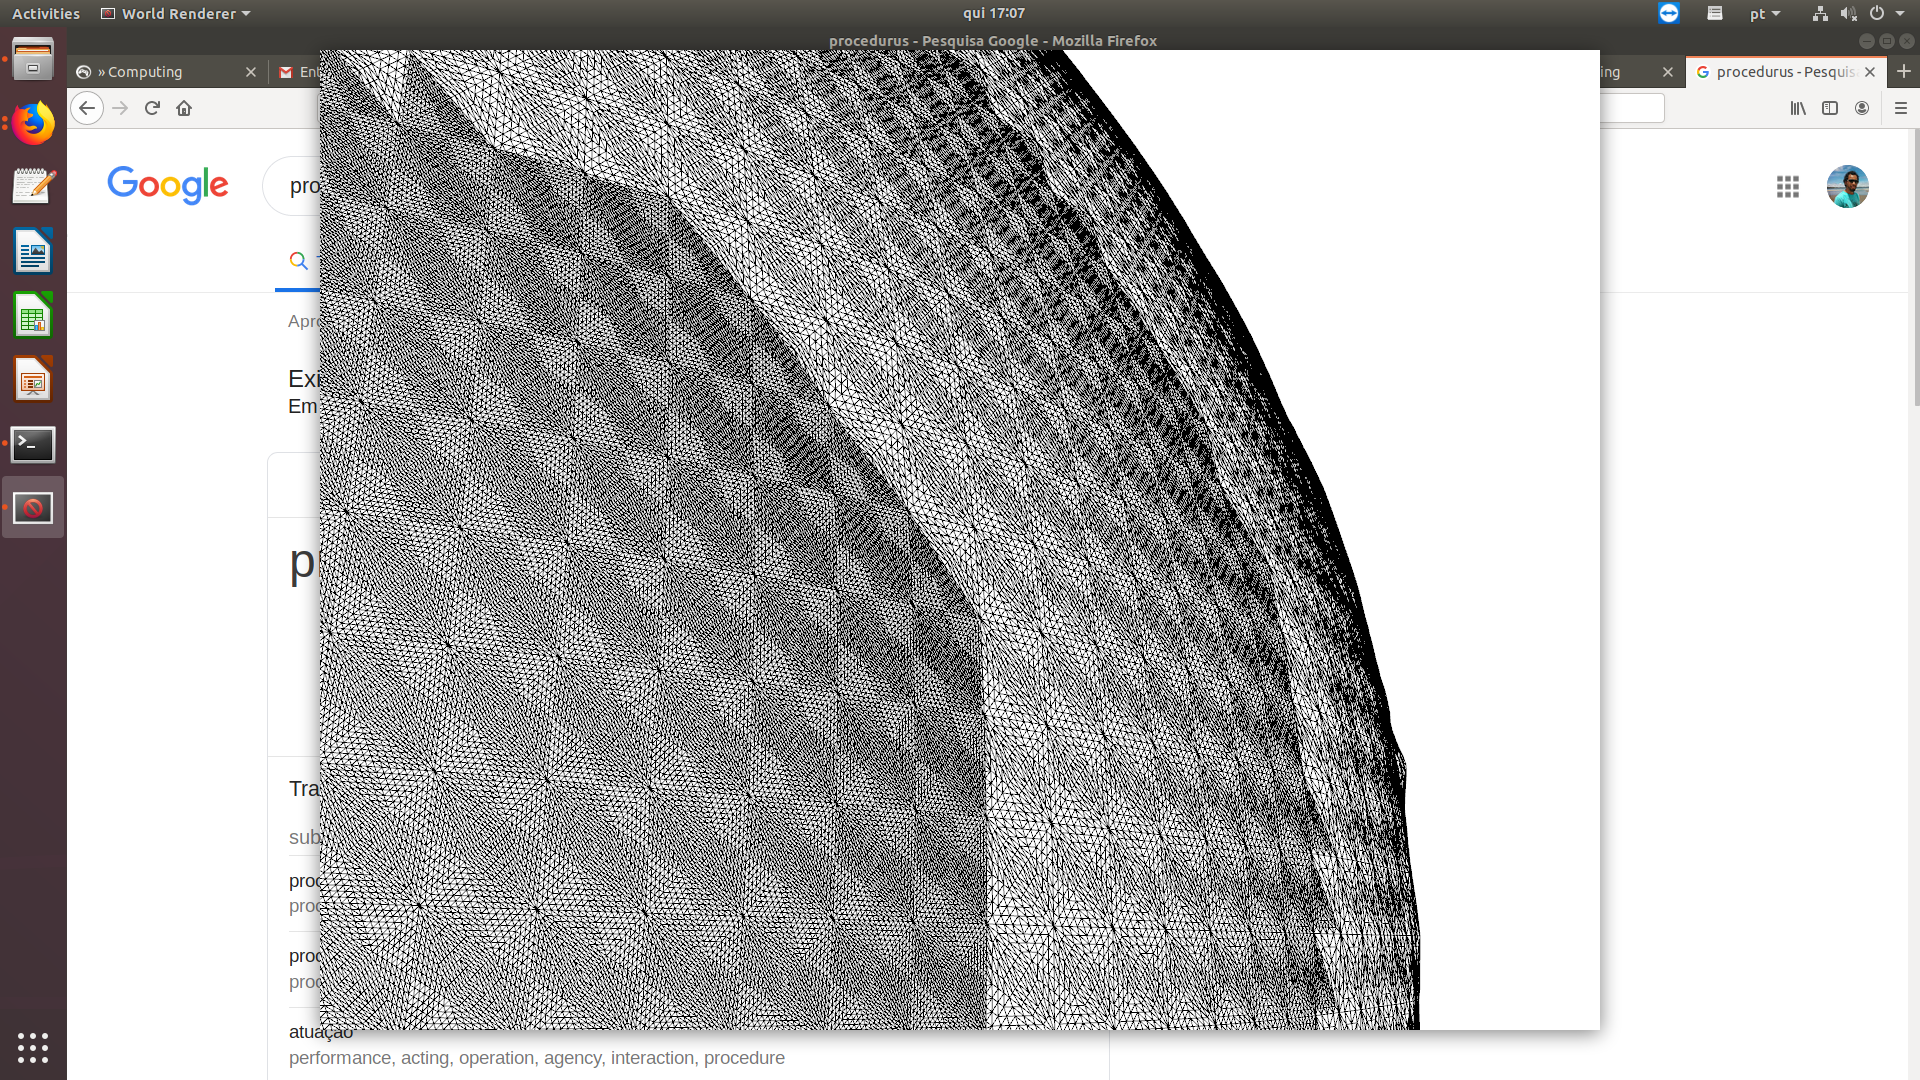 Activities
World Renderer
qui 17:07
pt
procedurus - Pesquisa Google - Mozilla Firefox
» Computing
Ent
ing
procedurus - Pesquis
Google
pro
Apro
Exi
Em
p
Tra
sub
proc
proc
proc
proc
atuação
performance, acting, operation, agency, interaction, procedure